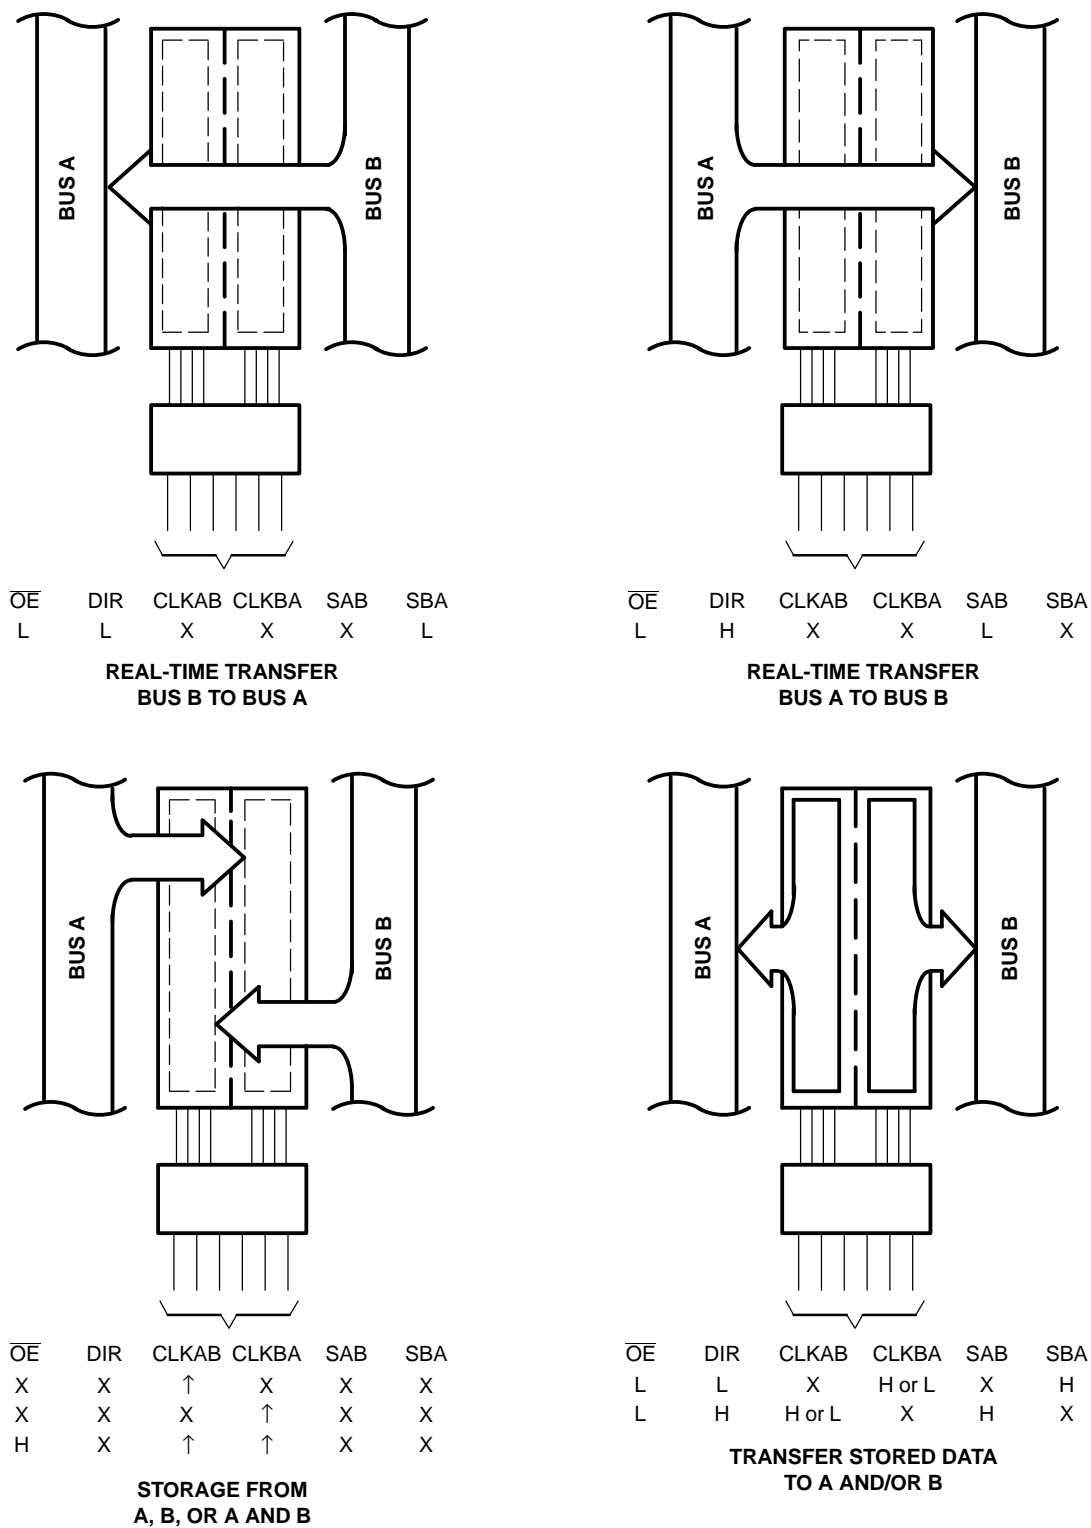 BUS A
BUS B
OE DIR CLKAB CLKBA SAB SBA
L L X X X L
REAL-TIME TRANSFER
BUS B TO BUS A
BUS A
BUS B
OE DIR CLKAB CLKBA SAB SBA
L H X X L X
REAL-TIME TRANSFER
BUS A TO BUS B
BUS A
BUS B
OE DIR CLKAB CLKBA SAB SBA
X X ↑ X X X
X X X ↑ X X
H X ↑ ↑ X X
STORAGE FROM
A, B, OR A AND B
BUS A
BUS B
OE DIR CLKAB CLKBA SAB SBA
L L X H or L X H
L H H or L X H X
TRANSFER STORED DATA
TO A AND/OR B